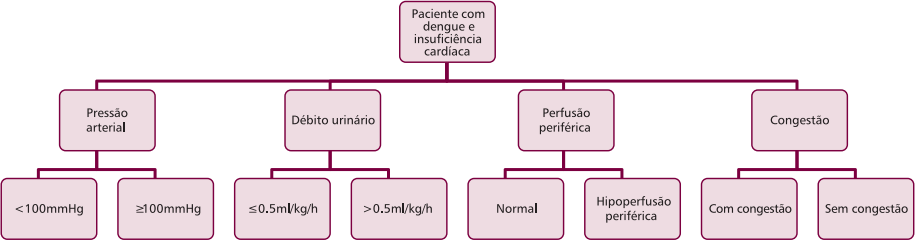 Paciente com
dengue e
insuficiência
cardíaca
Pressão
arterial
Débito urinário
Perfusão
periférica
Congestão
<100mmHg
≥100mmHg
≤0.5ml/kg/h
>0.5ml/kg/h
Normal
Hipoperfusão
periférica
Com congestão
Sem congestão